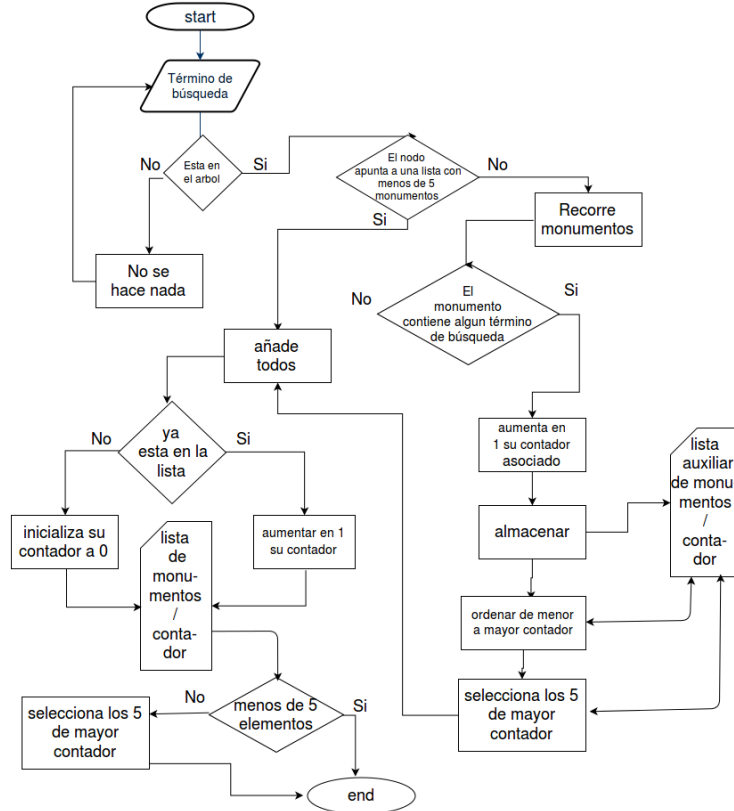 start
Término de
búsqueda
No
Esta en
el arbol
Si
El nodo
apunta a una lista con
menos de 5
monumentos
No
Si
Recorre
monumentos
No se
hace nada
No
El
monumento
contiene algun término
de búsqueda
Si
añade
todos
No
ya
esta en la
lista
Si
aumenta en
1 su contador
asociado
lista
auxiliar
de monu
mentos
/
conta-
dor
inicializa su
contador a 0
lista
de
monu-
mentos
/
conta-
dor
aumentar en 1
su contador
almacenar
ordenar de menor
a mayor contador
selecciona los 5
de mayor
contador
No
menos de 5
elementos
Si
selecciona los 5
de mayor
contador
end